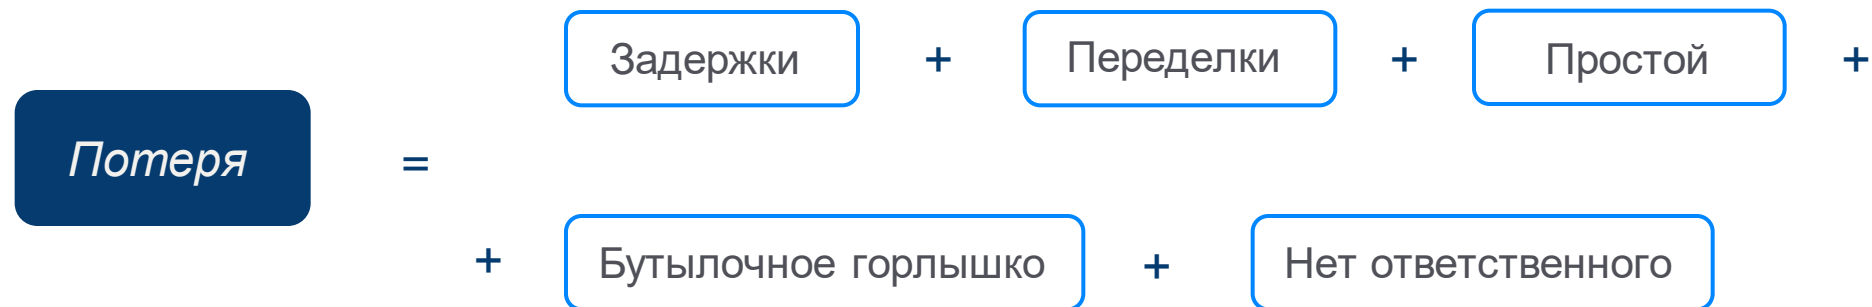 Задержки + Переделки + Простой +
Потеря =
+ Бутылочное горлышко + Нет ответственного